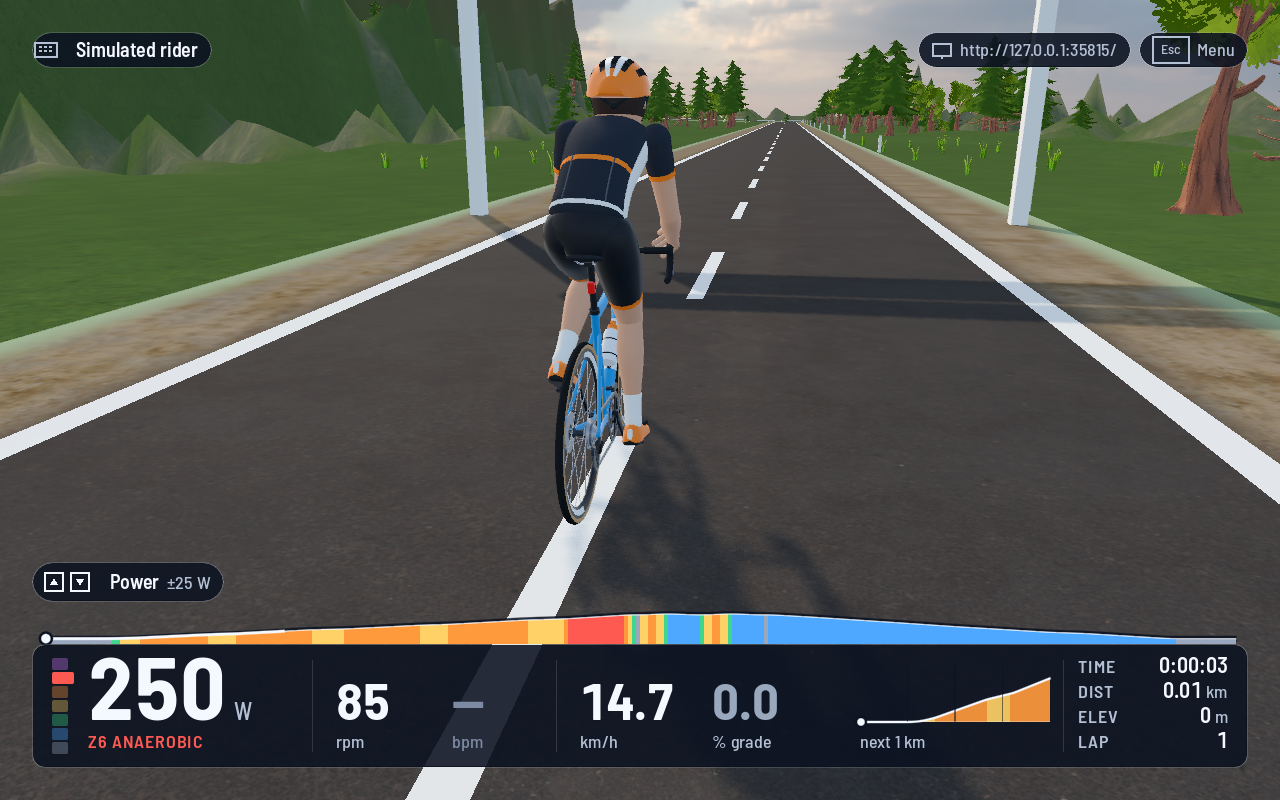 Simulated rider
http://127.0.0.1:35815/
Esc Menu
Power ±25 W
250 W
Z6 ANAEROBIC
85 rpm
— bpm
14.7 km/h
0.0 % grade
next 1 km
TIME 0:00:03
DIST 0.01 km
ELEV 0 m
LAP 1